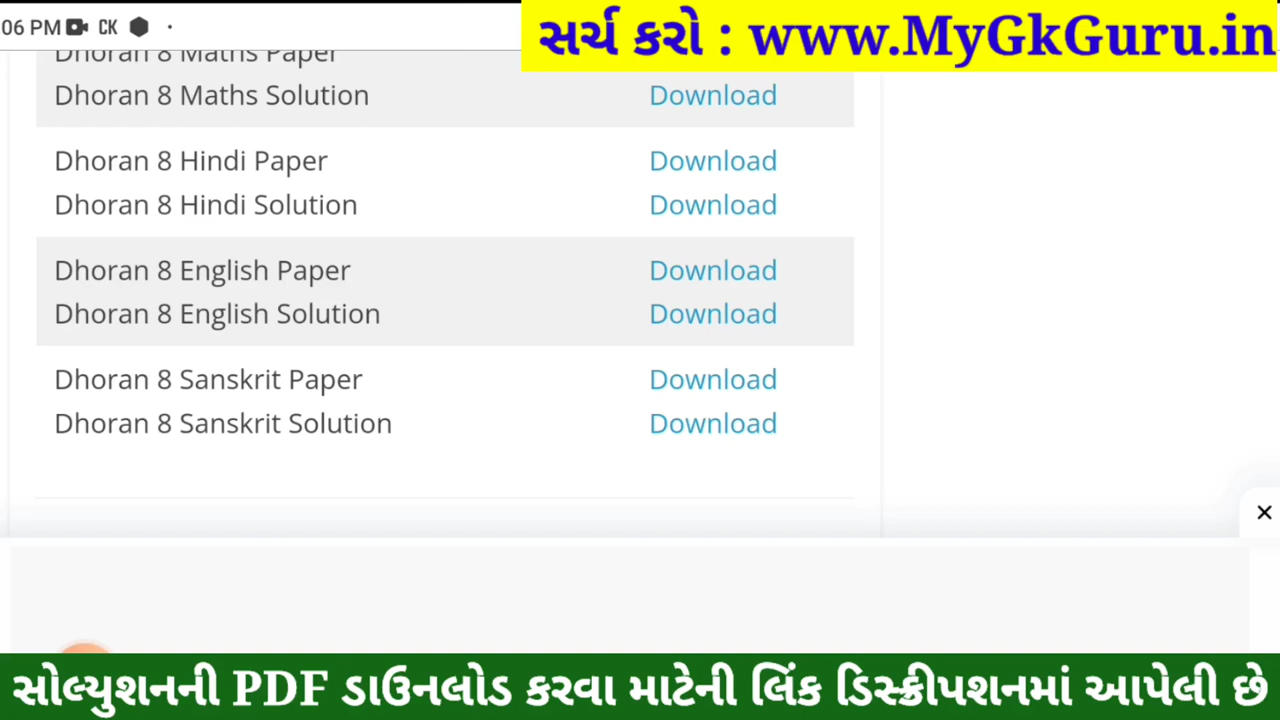 06 PM CK
સર્ચ કરો : www.MyGkGuru.in
Dhoran 8 Maths Paper
Dhoran 8 Maths Solution Download
Dhoran 8 Hindi Paper Download
Dhoran 8 Hindi Solution Download
Dhoran 8 English Paper Download
Dhoran 8 English Solution Download
Dhoran 8 Sanskrit Paper Download
Dhoran 8 Sanskrit Solution Download
સોલ્યુશનની PDF ડાઉનલોડ કરવા માટેની લિંક ડિસ્ક્રીપશનમાં આપેલી છે